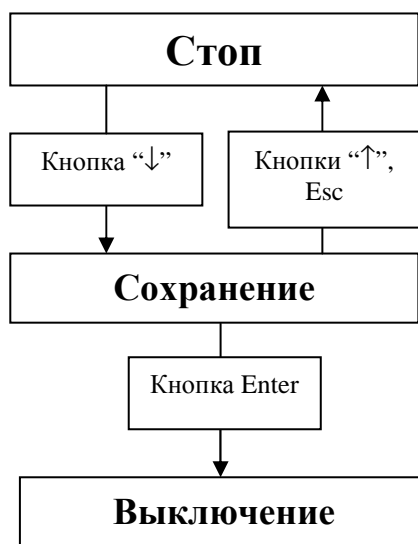 Стоп
Кнопка “↓”
Кнопки “↑”,
Esc
Сохранение
Кнопка Enter
Выключение